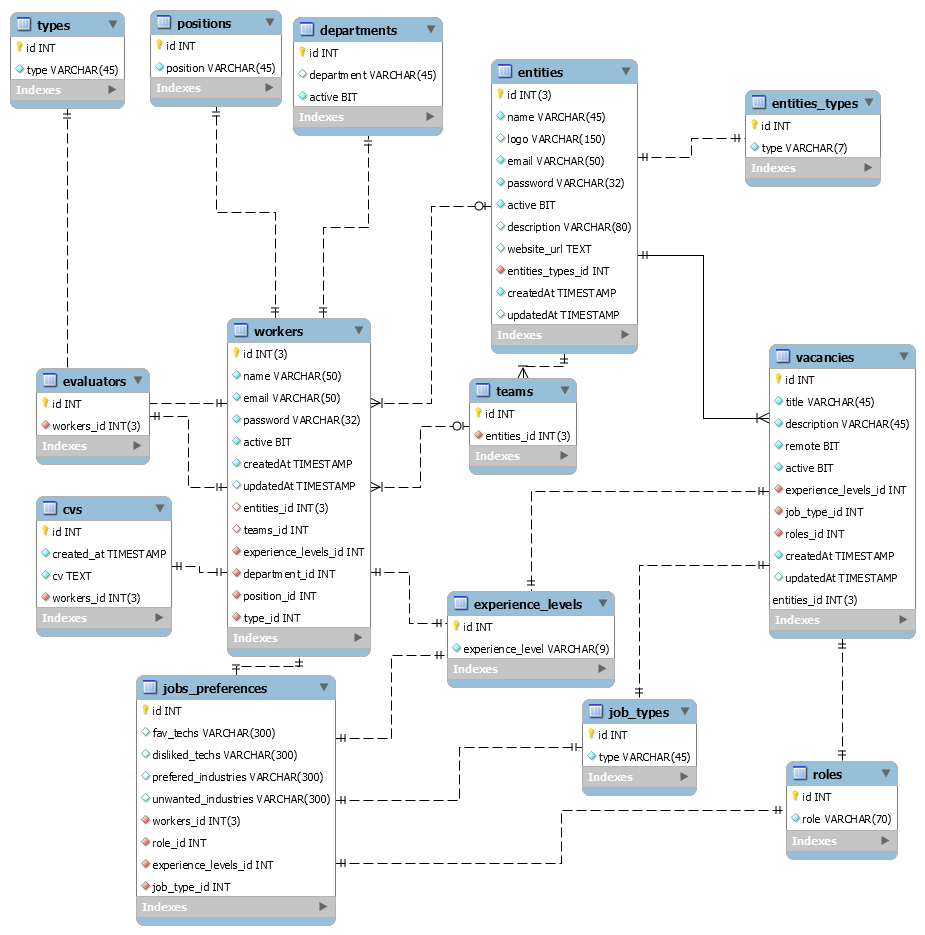 types
id INT
type VARCHAR(45)
Indexes
positions
id INT
position VARCHAR(45)
Indexes
departments
id INT
department VARCHAR(45)
active BIT
Indexes
entities
id INT(3)
name VARCHAR(45)
logo VARCHAR(150)
email VARCHAR(50)
password VARCHAR(32)
active BIT
description VARCHAR(80)
website_url TEXT
entities_types_id INT
createdAt TIMESTAMP
updatedAt TIMESTAMP
Indexes
entities_types
id INT
type VARCHAR(7)
Indexes
workers
id INT(3)
name VARCHAR(50)
email VARCHAR(50)
password VARCHAR(32)
active BIT
createdAt TIMESTAMP
updatedAt TIMESTAMP
entities_id INT(3)
teams_id INT
experience_levels_id INT
department_id INT
position_id INT
type_id INT
Indexes
evaluators
id INT
workers_id INT(3)
Indexes
teams
id INT
entities_id INT(3)
Indexes
vacancies
id INT
title VARCHAR(45)
description VARCHAR(45)
remote BIT
active BIT
experience_levels_id INT
job_type_id INT
roles_id INT
createdAt TIMESTAMP
updatedAt TIMESTAMP
entities_id INT(3)
Indexes
cvs
id INT
created_at TIMESTAMP
cv TEXT
workers_id INT(3)
Indexes
experience_levels
id INT
experience_level VARCHAR(9)
Indexes
jobs_preferences
id INT
fav_techs VARCHAR(300)
disliked_techs VARCHAR(300)
prefered_industries VARCHAR(300)
unwanted_industries VARCHAR(300)
workers_id INT(3)
role_id INT
experience_levels_id INT
job_type_id INT
Indexes
job_types
id INT
type VARCHAR(45)
Indexes
roles
id INT
role VARCHAR(70)
Indexes